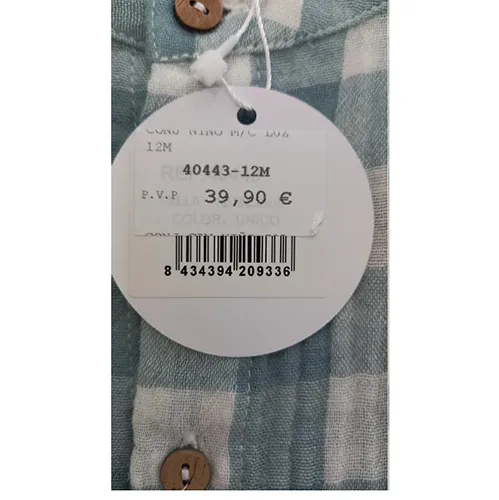 CONJ NIÑO M/C LUZ
12M
40443-12M
P.V.P 39,90 €
COLOR. UNICO
8 434394 209336